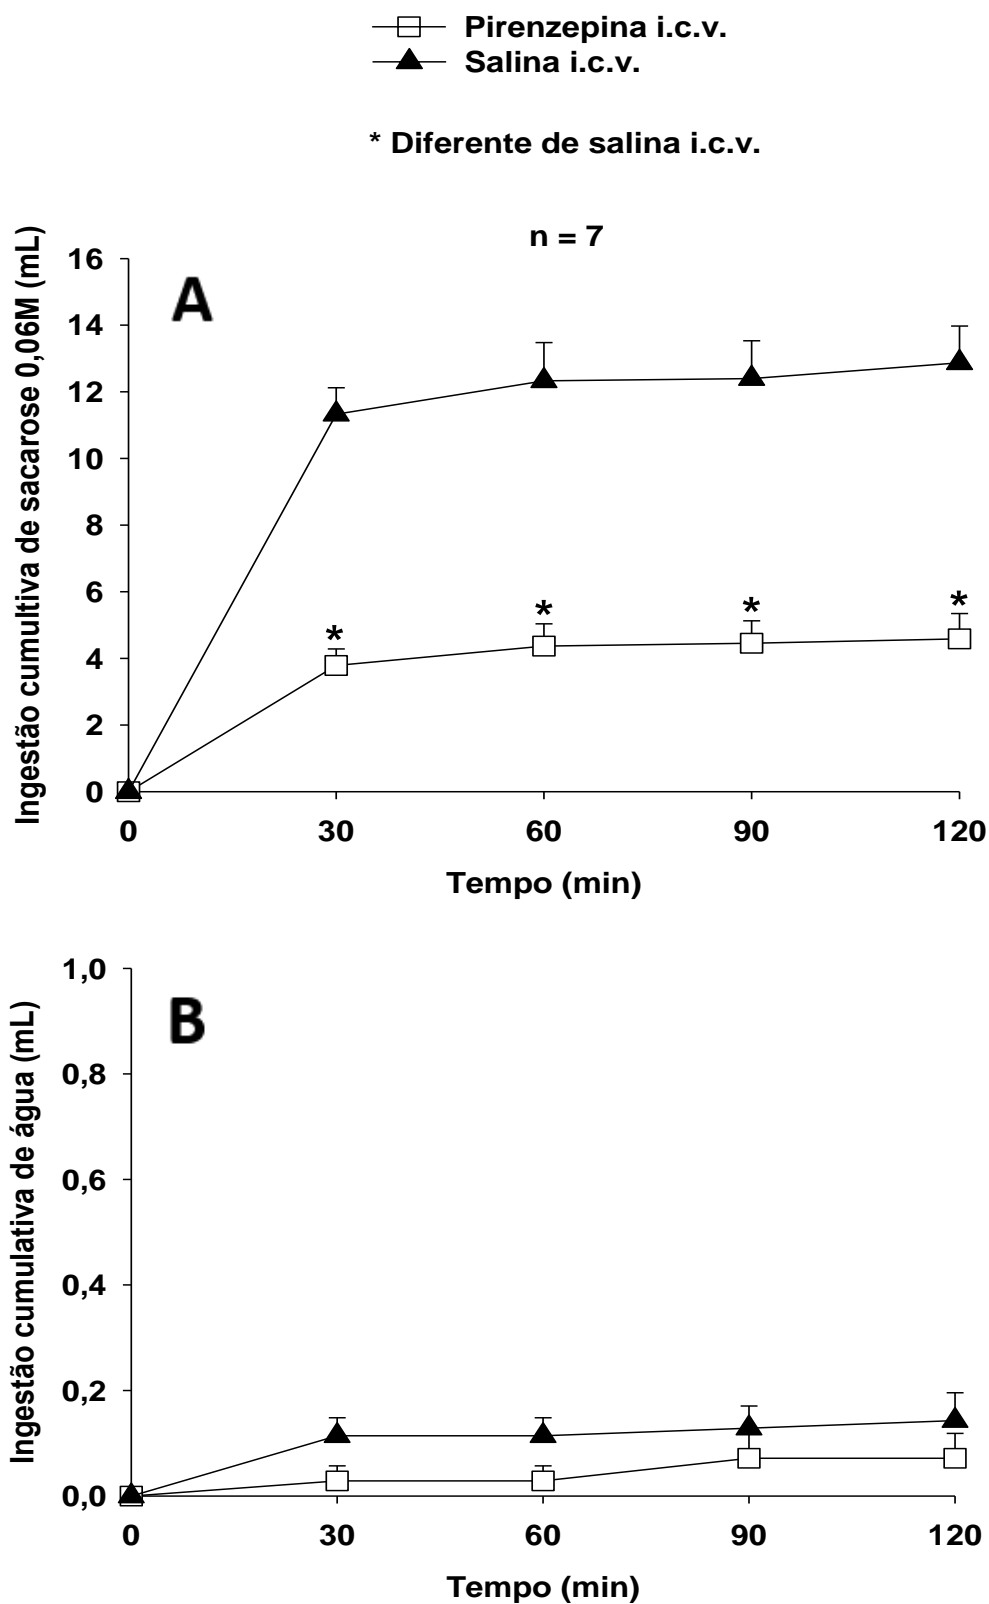 Pirenzepina i.c.v.
Salina i.c.v.
* Diferente de salina i.c.v.
n = 7
Ingestão cumultiva de sacarose 0,06M (mL)
A
16
14
12
10
8
6
4
2
0
* * * *
0 30 60 90 120
Tempo (min)
Ingestão cumulativa de água (mL)
B
1,0
0,8
0,6
0,4
0,2
0,0
0 30 60 90 120
Tempo (min)